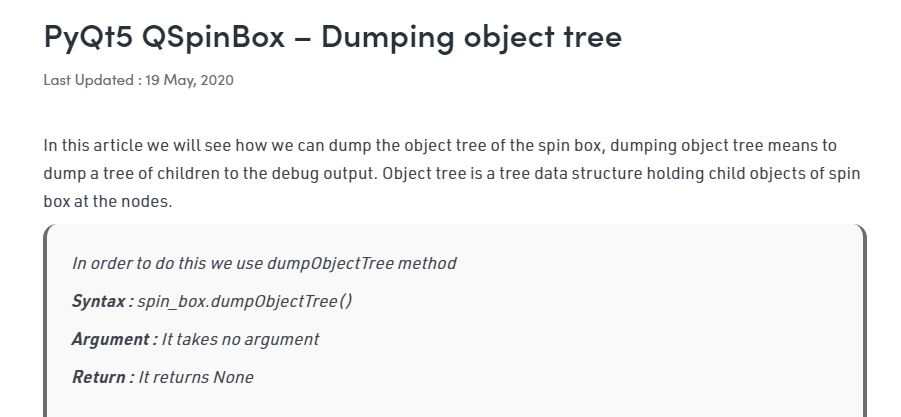 PyQt5 QSpinBox – Dumping object tree
Last Updated : 19 May, 2020
In this article we will see how we can dump the object tree of the spin box, dumping object tree means to
dump a tree of children to the debug output. Object tree is a tree data structure holding child objects of spin
box at the nodes.
In order to do this we use dumpObjectTree method
Syntax : spin_box.dumpObjectTree()
Argument : It takes no argument
Return : It returns None